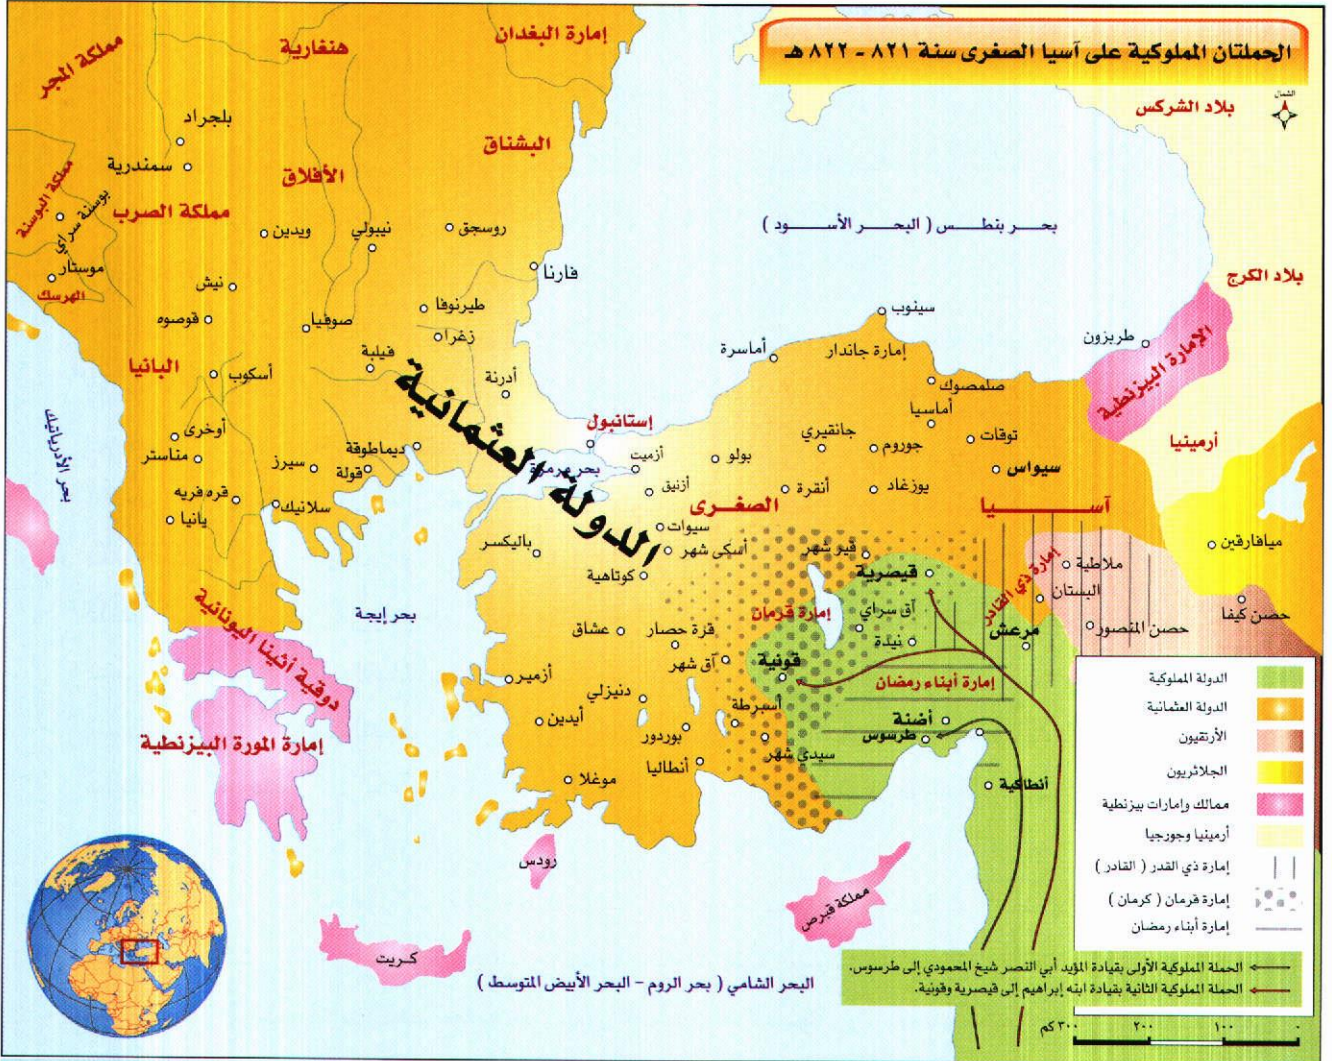 الحملتان المملوكية على آسيا الصغرى سنة ٨٢١ - ٨٢٢ هـ
الشمال
مملكة المجر
هنغارية
إمارة البغدان
بلاد الشركس
بلجراد
سمندرية
البشناق
الأفلاق
مملكة البوسنة
بوسنة سراي
مملكة الصرب
ويدين
نيبولي
روسجق
بحر بنطس ( البحر الأسود )
موستار
الهرسك
نيش
فارنا
بلاد الكرج
قوصوه
صوفيا
طيرنوفا
زغرا
سينوب
طربزون
الإمارة البيزنطية
ألبانيا
أسكوب
فيلبة
أدرنة
أماسرة
إمارة جاندار
صلمصوك
أماسيا
الدولة العثمانية
إستانبول
بحر الأدرياتيك
أوخرى
مناستر
سيرز
قولة
ديماطوقة
بحر مرمرة
أزميت
بولو
جانقيري
جوروم
توقات
أرمينيا
سيواس
قره فريه
سلانيك
يانيا
أزنيق
أنقرة
يوزغاد
آسيا
الصغرى
سيوات
باليكسر
أسكى شهر
قير شهر
ميافارقين
كوتاهية
قيصرية
إمارة ذي القادر
ملاطية
البستان
دوقية أثينا اليونانية
بحر إيجة
عشاق
قرة حصار
إمارة قرمان
آق سراي
نيدة
مرعش
حصن المنصور
حصن كيفا
أزمير
دنيزلي
آق شهر
قونية
إمارة أبناء رمضان
إمارة المورة البيزنطية
أيدين
بوردور
أسبرطة
أضنة
طرسوس
موغلا
أنطاليا
سيدي شهر
أنطاكية
رودس
مملكة قبرص
كريت
البحر الشامي ( بحر الروم - البحر الأبيض المتوسط )
الدولة المملوكية
الدولة العثمانية
الأرتقيون
الجلائريون
ممالك وإمارات بيزنطية
أرمينيا وجورجيا
إمارة ذي القدر ( القادر )
إمارة قرمان ( كرمان )
إمارة أبناء رمضان
الحملة المملوكية الأولى بقيادة المؤيد أبي النصر شيخ المحمودي إلى طرسوس.
الحملة المملوكية الثانية بقيادة ابنه إبراهيم إلى قيصرية وقونية.
٠ ١٠٠ ٢٠٠ ٣٠٠ كم